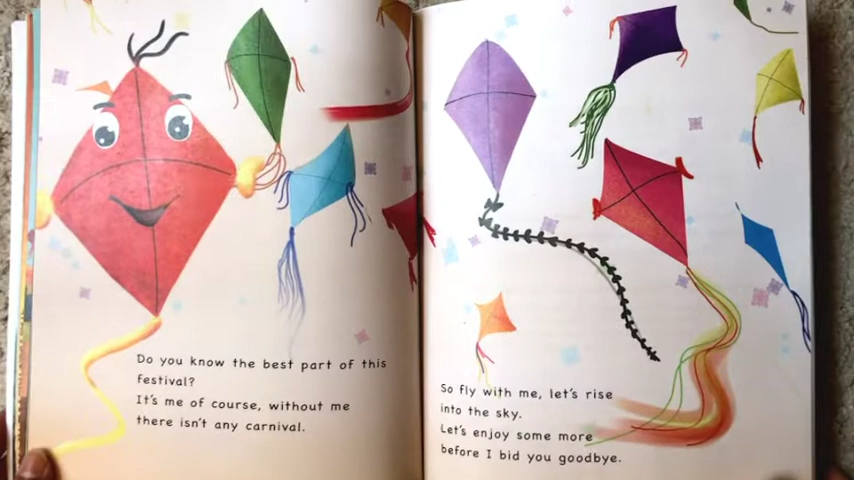 Do you know the best part of this
festival?
It's me of course, without me
there isn't any carnival.
So fly with me, let's rise
into the sky.
Let's enjoy some more
before I bid you goodbye.